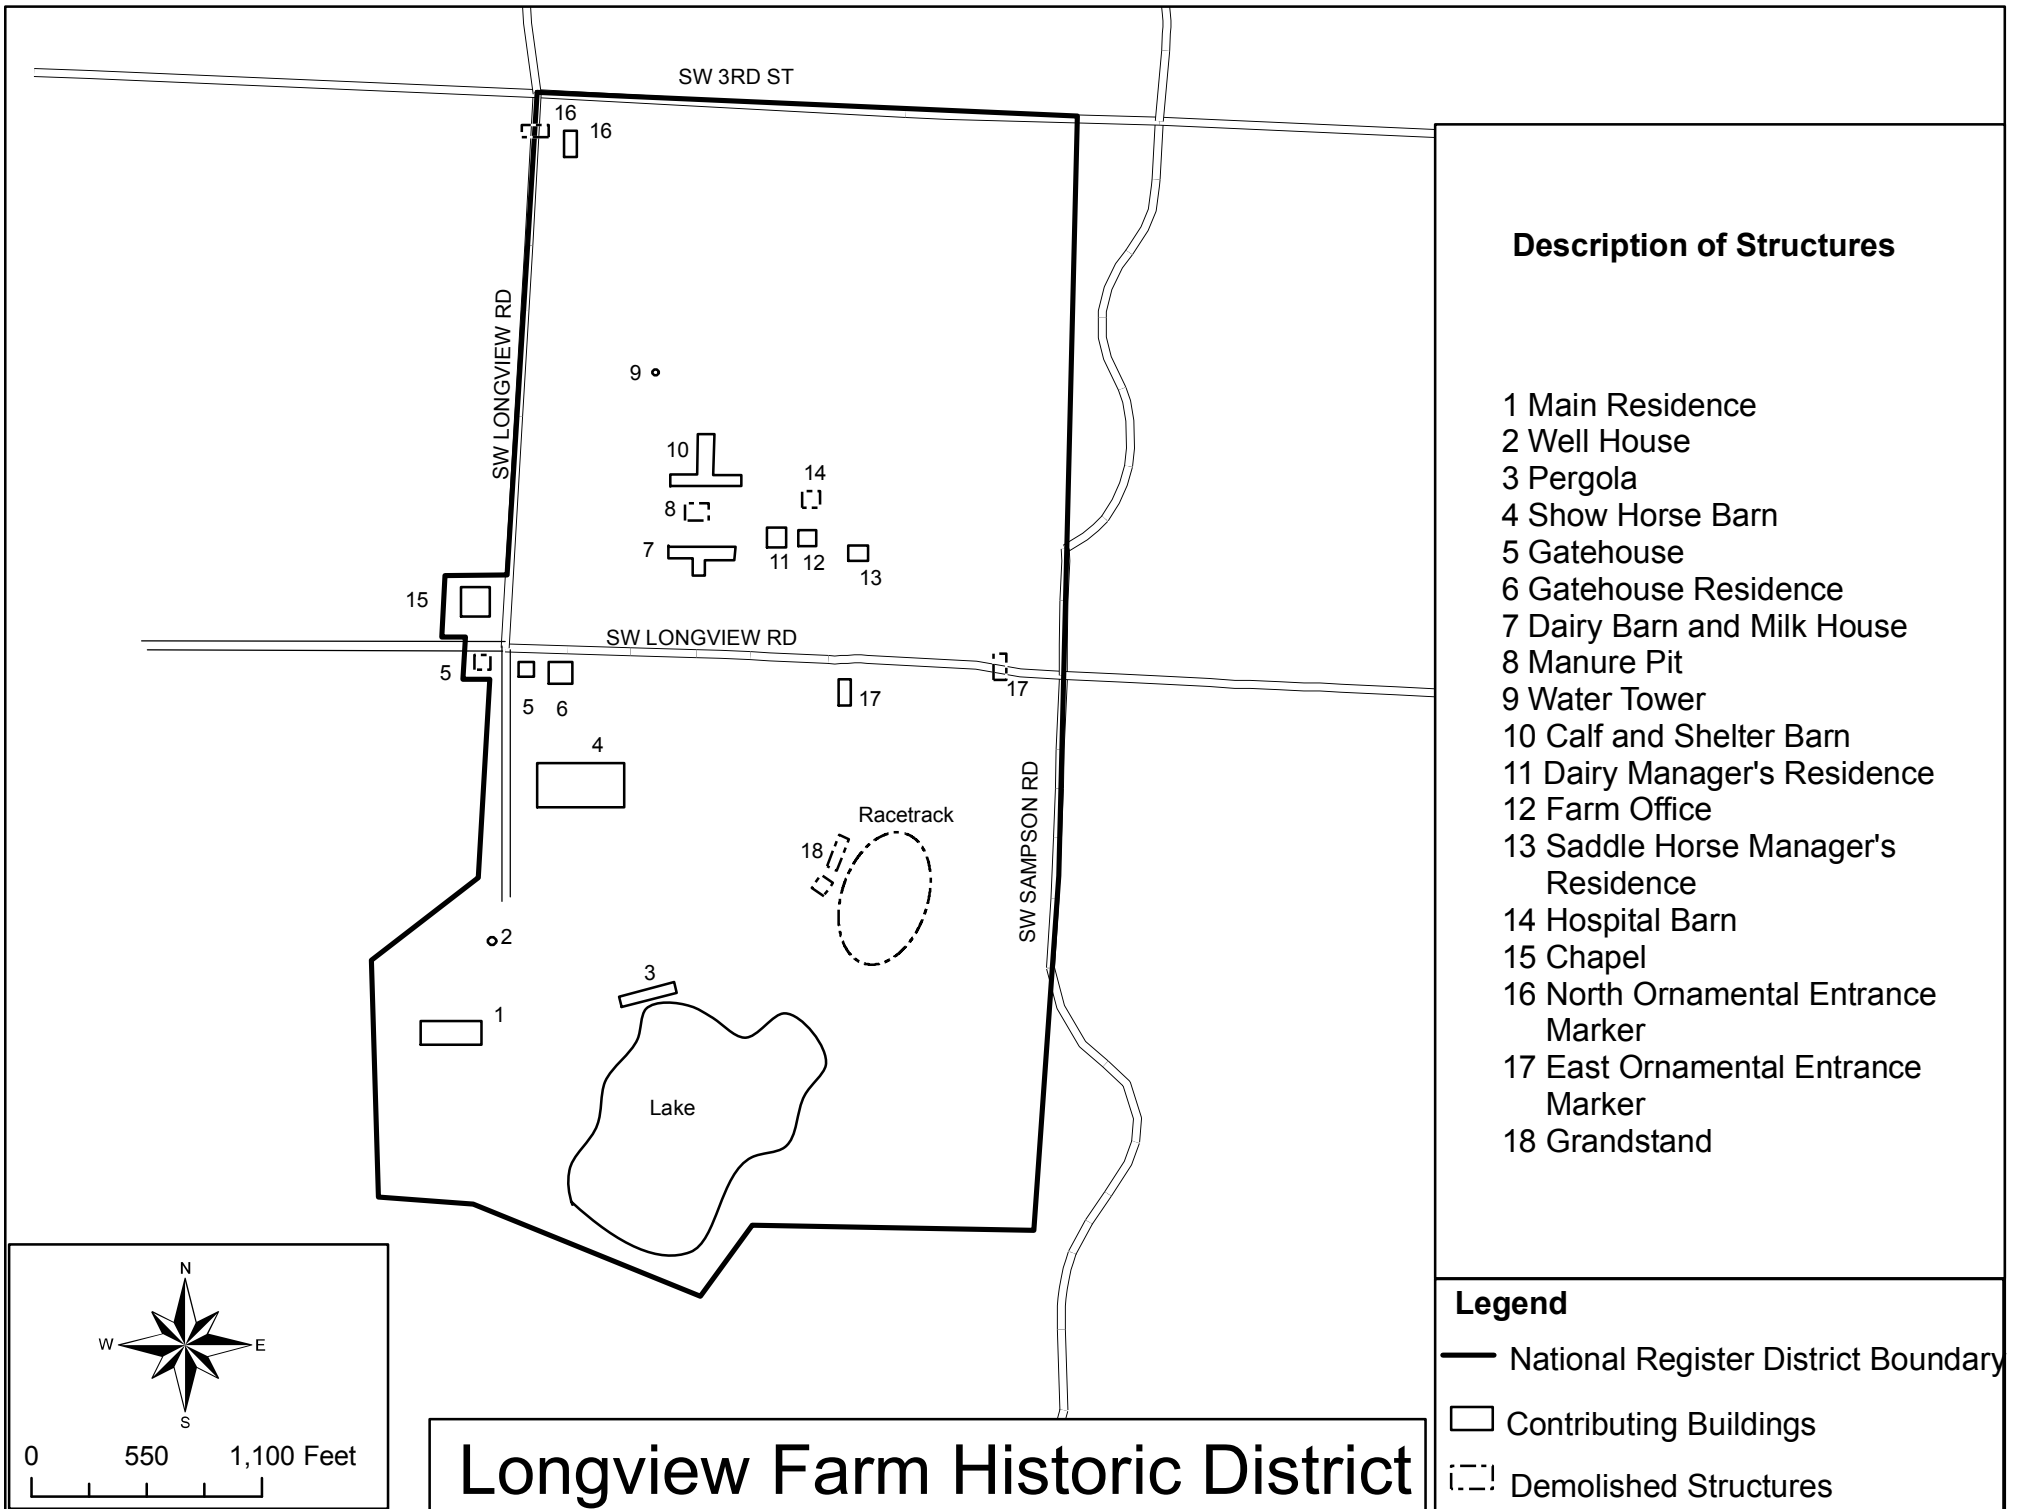 SW 3RD ST
16
16
SW LONGVIEW RD
9
10
14
8
7
11
12
13
15
SW LONGVIEW RD
5
5
6
17
17
4
SW SAMPSON RD
Racetrack
18
2
3
1
Lake
Description of Structures
1 Main Residence
2 Well House
3 Pergola
4 Show Horse Barn
5 Gatehouse
6 Gatehouse Residence
7 Dairy Barn and Milk House
8 Manure Pit
9 Water Tower
10 Calf and Shelter Barn
11 Dairy Manager's Residence
12 Farm Office
13 Saddle Horse Manager's
Residence
14 Hospital Barn
15 Chapel
16 North Ornamental Entrance
Marker
17 East Ornamental Entrance
Marker
18 Grandstand
N
W
E
S
0 550 1,100 Feet
Longview Farm Historic District
Legend
National Register District Boundary
Contributing Buildings
Demolished Structures